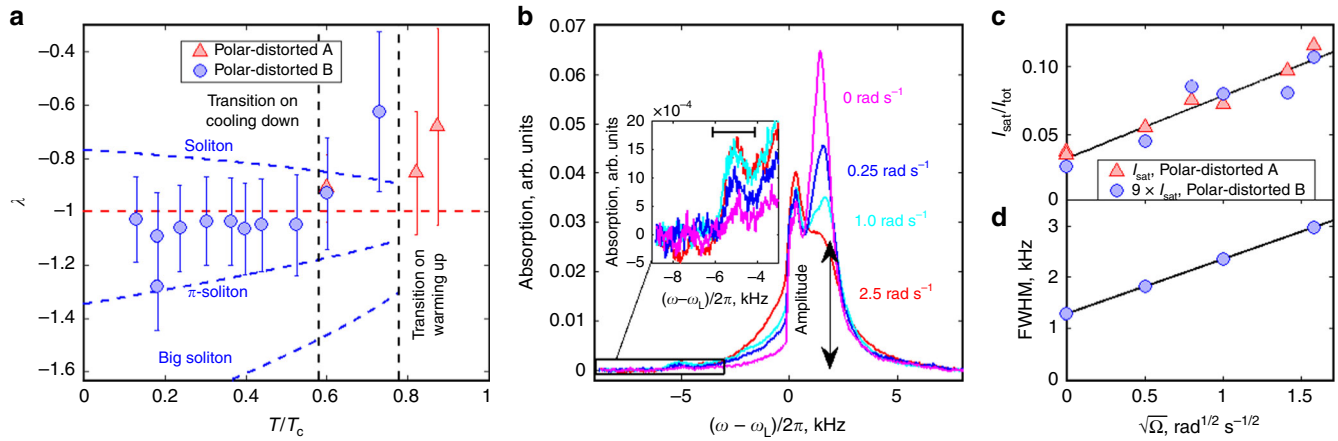 a
−0.4
−0.6
−0.8
−1
−1.2
−1.4
−1.6
λ
Polar-distorted A
Polar-distorted B
Transition on
cooling down
Soliton
π-soliton
Big soliton
Transition on
warming up
0
0.2
0.4
0.6
0.8
1
T/Tc
b
0.07
0.06
0.05
0.04
0.03
0.02
0.01
0
Absorption, arb. units
×10⁻⁴
20
15
10
5
0
−5
Absorption, arb. units
−8
−6
−4
(ω−ωL)/2π, kHz
0 rad s⁻¹
0.25 rad s⁻¹
1.0 rad s⁻¹
2.5 rad s⁻¹
Amplitude
−5
0
5
(ω − ωL)/2π, kHz
c
0.10
0.05
0
Isat/Itot
Isat, Polar-distorted A
9 × Isat, Polar-distorted B
d
3
2
1
0
FWHM, kHz
0
0.5
1.0
1.5
√Ω, rad¹ᐟ² s⁻¹ᐟ²